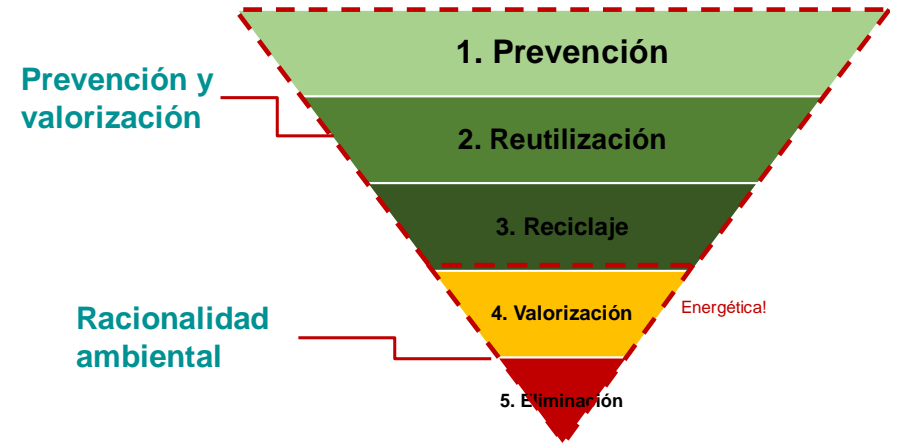 1. Prevención
Prevención y
valorización
2. Reutilización
3. Reciclaje
4. Valorización
Energética!
Racionalidad
ambiental
5. Eliminación